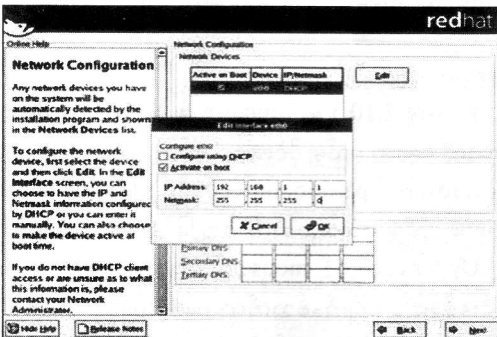 redhat
Online Help
Network Configuration
Any network devices you have
on the system will be
automatically detected by the
installation program and shown
in the Network Devices list.
To configure the network
device, first select the device
and then click Edit. In the Edit
Interface screen, you can
choose to have the IP and
Netmask information configured
by DHCP or you can enter it
manually. You can also choose
to make the device active at
boot time.
If you do not have DHCP client
access or are unsure as to what
this information is, please
contact your Network
Administrator.
Network Configuration
Network Devices
Active on Boot Device IP/Netmask
eth0 DHCP
Edit
Edit Interface eth0
Configure eth0
Configure using DHCP
Activate on boot
IP Address: 192 . 168 . 1 . 1
Netmask: 255 . 255 . 255 . 0
Cancel OK
Primary DNS
Secondary DNS
Tertiary DNS
Hide Help Release Notes Back Next